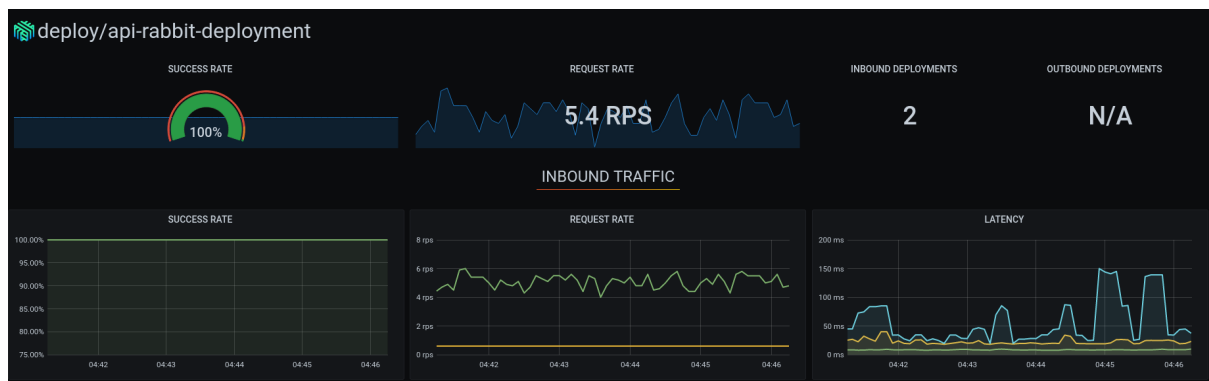 deploy/api-rabbit-deployment
SUCCESS RATE
100%
REQUEST RATE
5.4 RPS
INBOUND DEPLOYMENTS
2
OUTBOUND DEPLOYMENTS
N/A
INBOUND TRAFFIC
SUCCESS RATE
100.00%
95.00%
90.00%
85.00%
80.00%
75.00%
04:42 04:43 04:44 04:45 04:46
REQUEST RATE
8 rps
6 rps
4 rps
2 rps
0 rps
04:42 04:43 04:44 04:45 04:46
LATENCY
200 ms
150 ms
100 ms
50 ms
0 ms
04:42 04:43 04:44 04:45 04:46